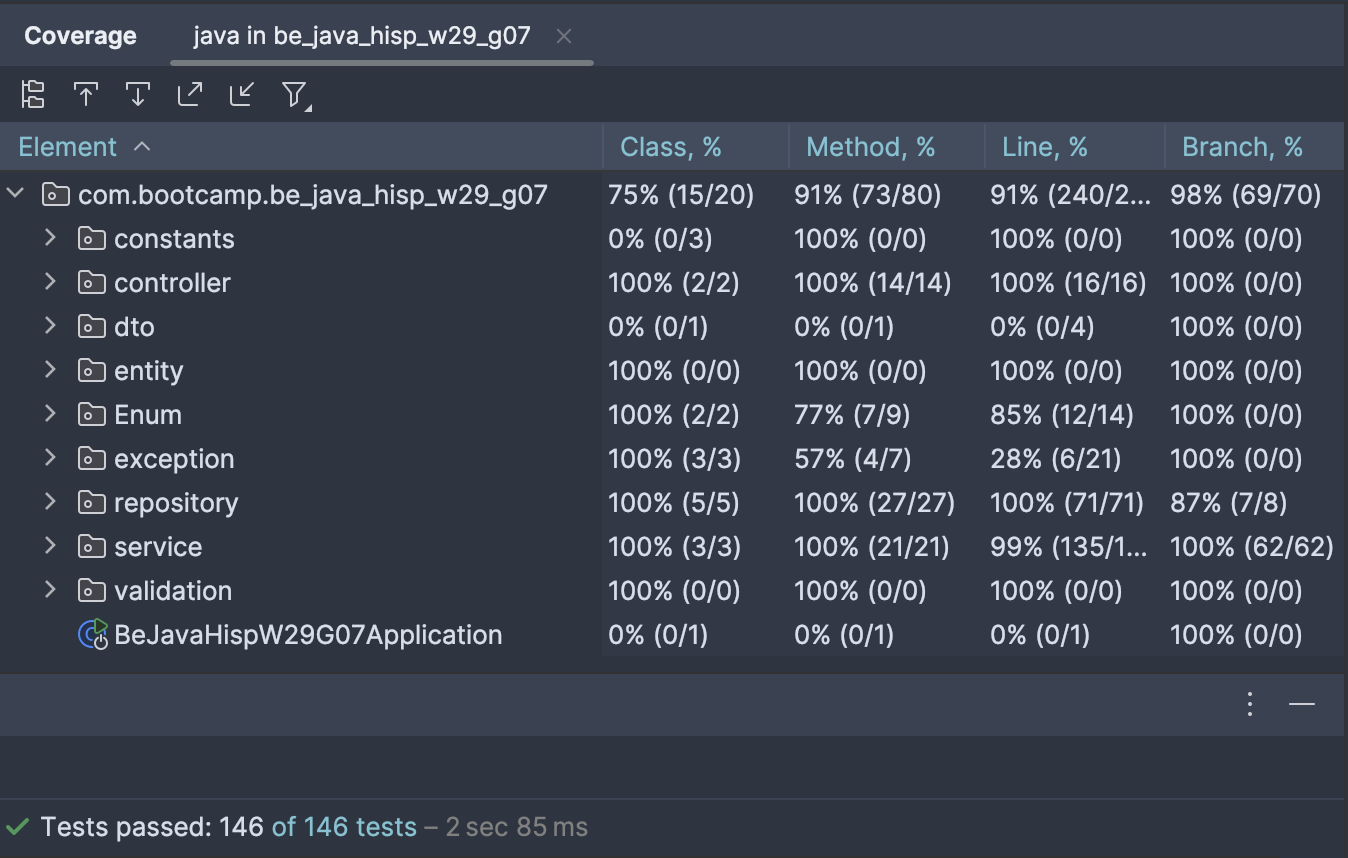 Coverage java in be_java_hisp_w29_g07
Element Class, % Method, % Line, % Branch, %
com.bootcamp.be_java_hisp_w29_g07 75% (15/20) 91% (73/80) 91% (240/2... 98% (69/70)
constants 0% (0/3) 100% (0/0) 100% (0/0) 100% (0/0)
controller 100% (2/2) 100% (14/14) 100% (16/16) 100% (0/0)
dto 0% (0/1) 0% (0/1) 0% (0/4) 100% (0/0)
entity 100% (0/0) 100% (0/0) 100% (0/0) 100% (0/0)
Enum 100% (2/2) 77% (7/9) 85% (12/14) 100% (0/0)
exception 100% (3/3) 57% (4/7) 28% (6/21) 100% (0/0)
repository 100% (5/5) 100% (27/27) 100% (71/71) 87% (7/8)
service 100% (3/3) 100% (21/21) 99% (135/1... 100% (62/62)
validation 100% (0/0) 100% (0/0) 100% (0/0) 100% (0/0)
BeJavaHispW29G07Application 0% (0/1) 0% (0/1) 0% (0/1) 100% (0/0)
Tests passed: 146 of 146 tests – 2 sec 85 ms